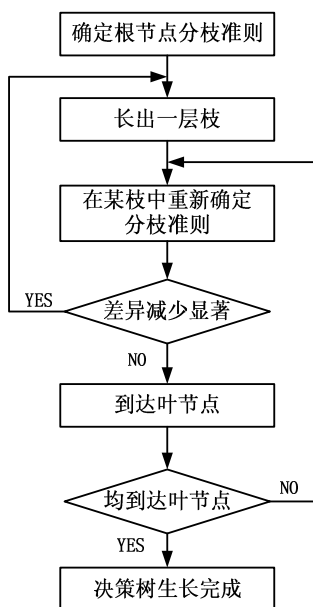 确定根节点分枝准则
长出一层枝
在某枝中重新确定
分枝准则
YES
差异减少显著
NO
到达叶节点
均到达叶节点
NO
YES
决策树生长完成